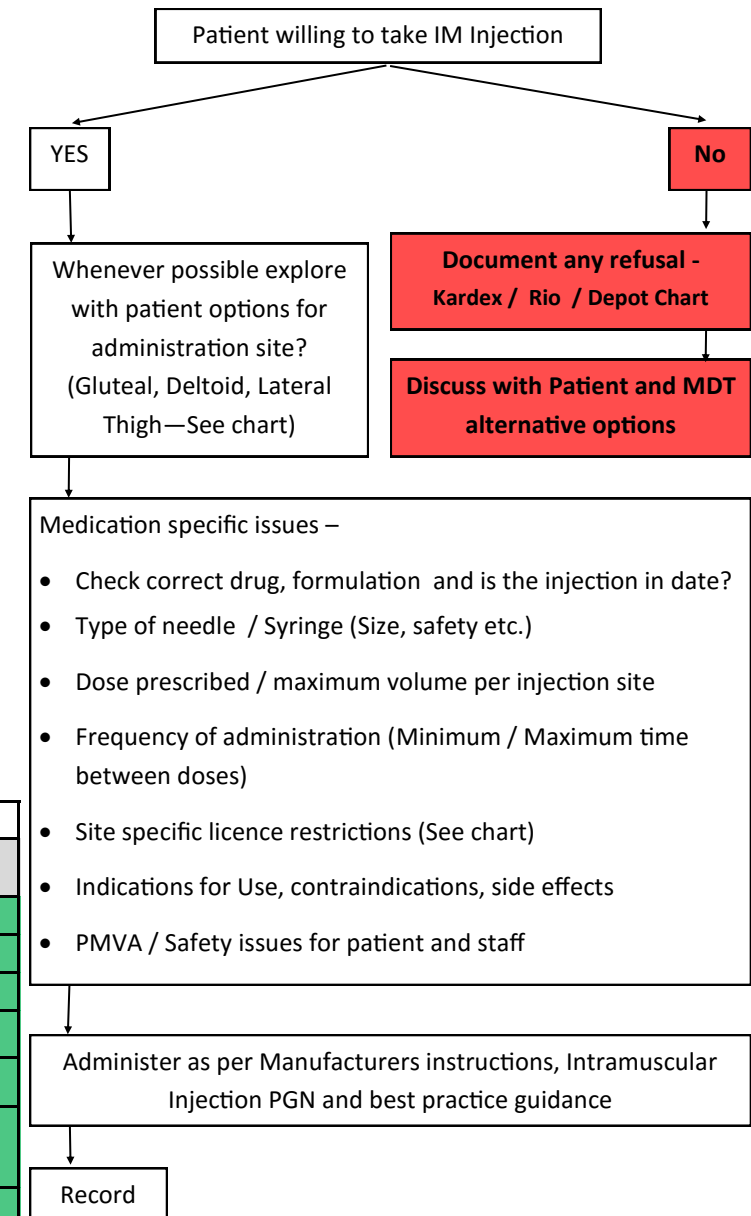 Patient willing to take IM Injection
YES
No
Whenever possible explore
with patient options for
administration site?
(Gluteal, Deltoid, Lateral
Thigh—See chart)
Document any refusal -
Kardex / Rio / Depot Chart
Discuss with Patient and MDT
alternative options
Medication specific issues –
• Check correct drug, formulation and is the injection in date?
• Type of needle / Syringe (Size, safety etc.)
• Dose prescribed / maximum volume per injection site
• Frequency of administration (Minimum / Maximum time
between doses)
• Site specific licence restrictions (See chart)
• Indications for Use, contraindications, side effects
• PMVA / Safety issues for patient and staff
Administer as per Manufacturers instructions, Intramuscular
Injection PGN and best practice guidance
Record